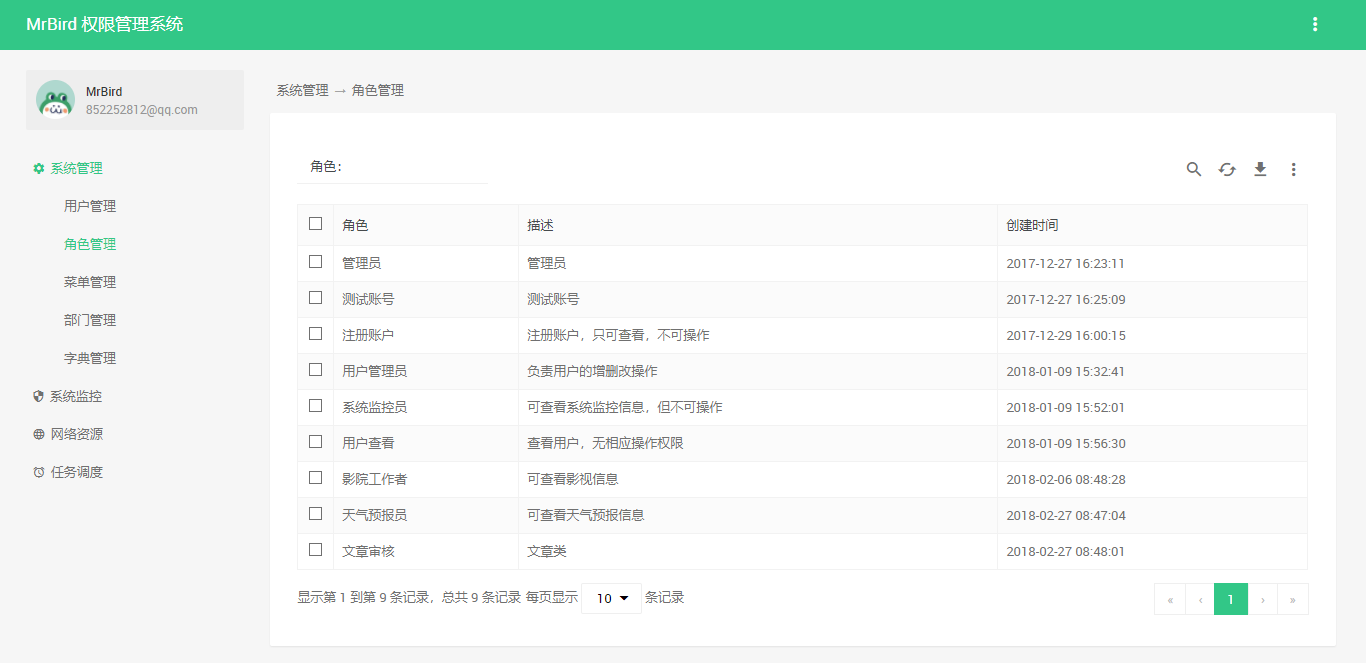 MrBird 权限管理系统
MrBird
852252812@qq.com
系统管理
用户管理
角色管理
菜单管理
部门管理
字典管理
系统监控
网络资源
任务调度
系统管理 → 角色管理
角色：
角色 描述 创建时间
管理员 管理员 2017-12-27 16:23:11
测试账号 测试账号 2017-12-27 16:25:09
注册账户 注册账户，只可查看，不可操作 2017-12-29 16:00:15
用户管理员 负责用户的增删改操作 2018-01-09 15:32:41
系统监控员 可查看系统监控信息，但不可操作 2018-01-09 15:52:01
用户查看 查看用户，无相应操作权限 2018-01-09 15:56:30
影院工作者 可查看影视信息 2018-02-06 08:48:28
天气预报员 可查看天气预报信息 2018-02-27 08:47:04
文章审核 文章类 2018-02-27 08:48:01
显示第 1 到第 9 条记录，总共 9 条记录 每页显示 10 条记录 « ‹ 1 › »